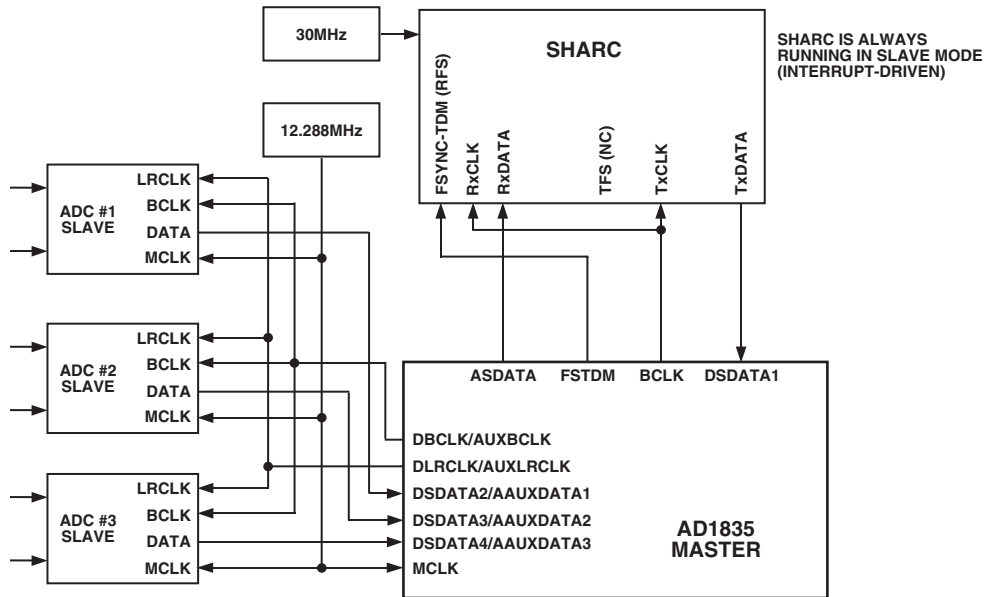 30MHz
SHARC
SHARC IS ALWAYS
RUNNING IN SLAVE MODE
(INTERRUPT-DRIVEN)
12.288MHz
FSYNC-TDM (RFS)
RxCLK
RxDATA
TFS (NC)
TxCLK
TxDATA
ADC #1
SLAVE
LRCLK
BCLK
DATA
MCLK
ADC #2
SLAVE
LRCLK
BCLK
DATA
MCLK
ADC #3
SLAVE
LRCLK
BCLK
DATA
MCLK
ASDATA FSTDM BCLK DSDATA1
DBCLK/AUXBCLK
DLRCLK/AUXLRCLK
DSDATA2/AAUXDATA1
DSDATA3/AAUXDATA2
DSDATA4/AAUXDATA3
MCLK
AD1835
MASTER